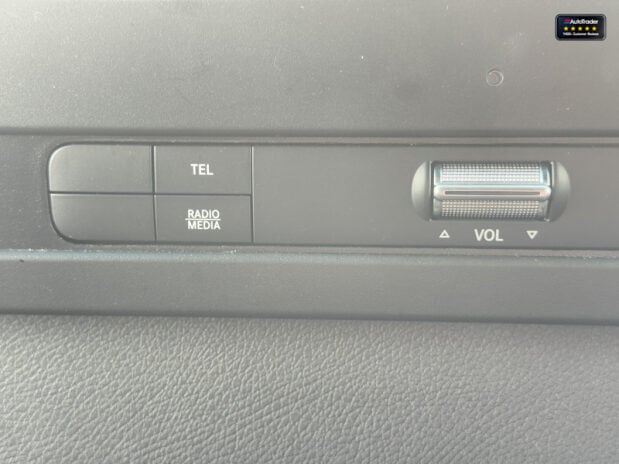 AutoTrader
TEL
RADIO
MEDIA
△ VOL ▽